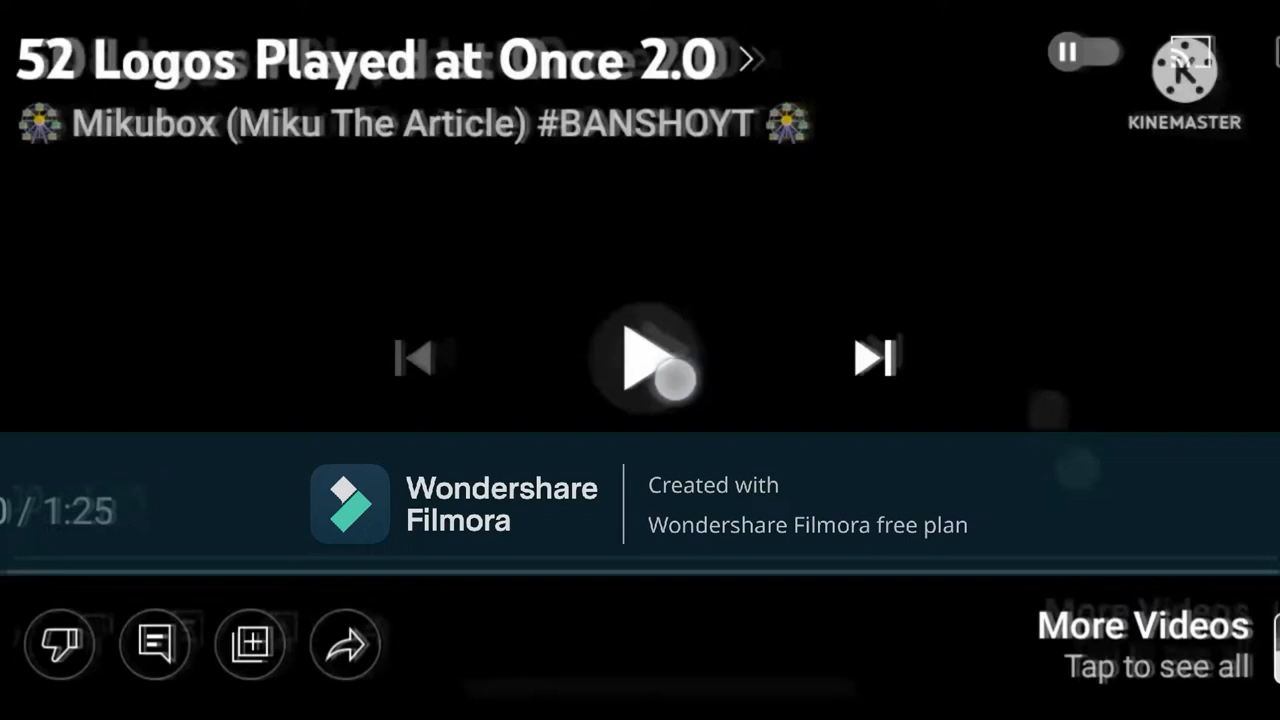 52 Logos Played at Once 2.0
Mikubox (Miku The Article) #BANSHOYT
KINEMASTER
Wondershare
Filmora
Created with
Wondershare Filmora free plan
/ 1:25
More Videos
Tap to see all